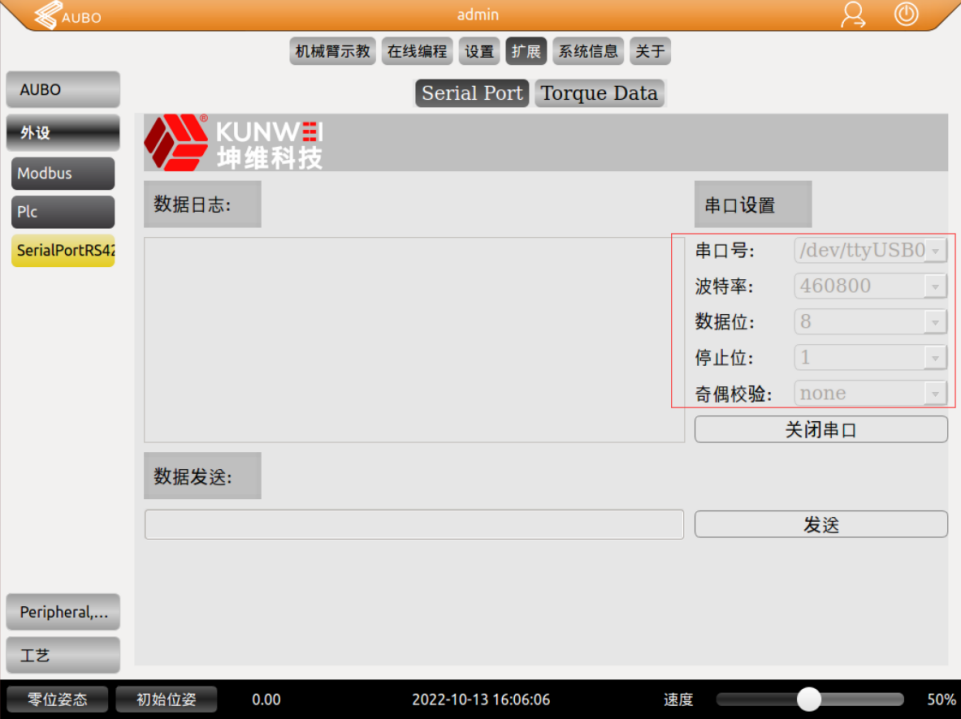 AUBO
admin
机械臂示教 在线编程 设置 扩展 系统信息 关于
AUBO
外设
Modbus
Plc
SerialPortRS42
Peripheral,...
工艺
Serial Port Torque Data
KUNWEI
坤维科技
®
数据日志:
串口设置
串口号: /dev/ttyUSB0
波特率: 460800
数据位: 8
停止位: 1
奇偶校验: none
关闭串口
数据发送:
发送
零位姿态 初始位姿 0.00 2022-10-13 16:06:06 速度 50%